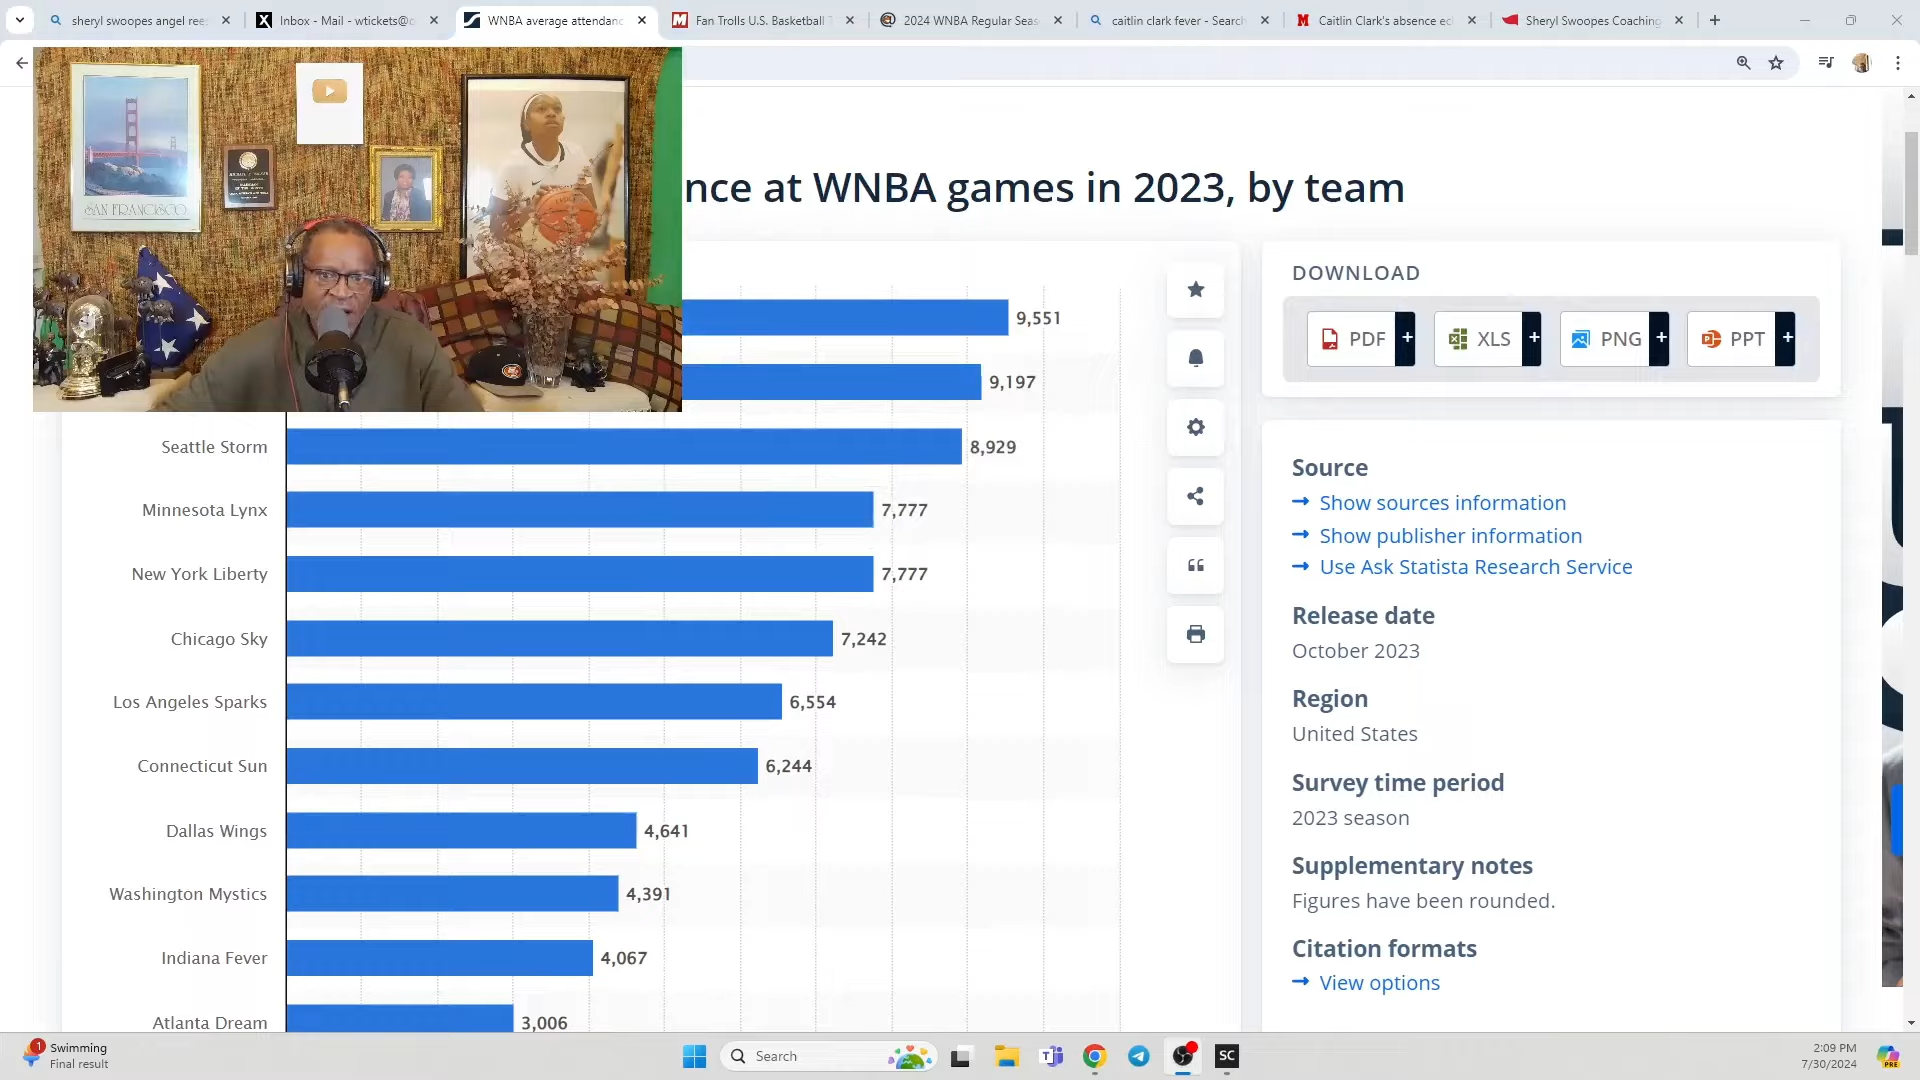 sheryl swoopes angel rees
Inbox - Mail - wtickets@o
WNBA average attendanc
Fan Trolls U.S. Basketball T
2024 WNBA Regular Seas
caitlin clark fever - Search
Caitlin Clark's absence ec
Sheryl Swoopes Coaching
SAN FRANCISCO
nce at WNBA games in 2023, by team
9,551
9,197
Seattle Storm 8,929
Minnesota Lynx 7,777
New York Liberty 7,777
Chicago Sky 7,242
Los Angeles Sparks 6,554
Connecticut Sun 6,244
Dallas Wings 4,641
Washington Mystics 4,391
Indiana Fever 4,067
Atlanta Dream 3,006
DOWNLOAD
PDF + XLS + PNG + PPT +
Source
→ Show sources information
→ Show publisher information
→ Use Ask Statista Research Service
Release date
October 2023
Region
United States
Survey time period
2023 season
Supplementary notes
Figures have been rounded.
Citation formats
→ View options
1
Swimming
Final result
Search
SC
2:09 PM
7/30/2024
PRE